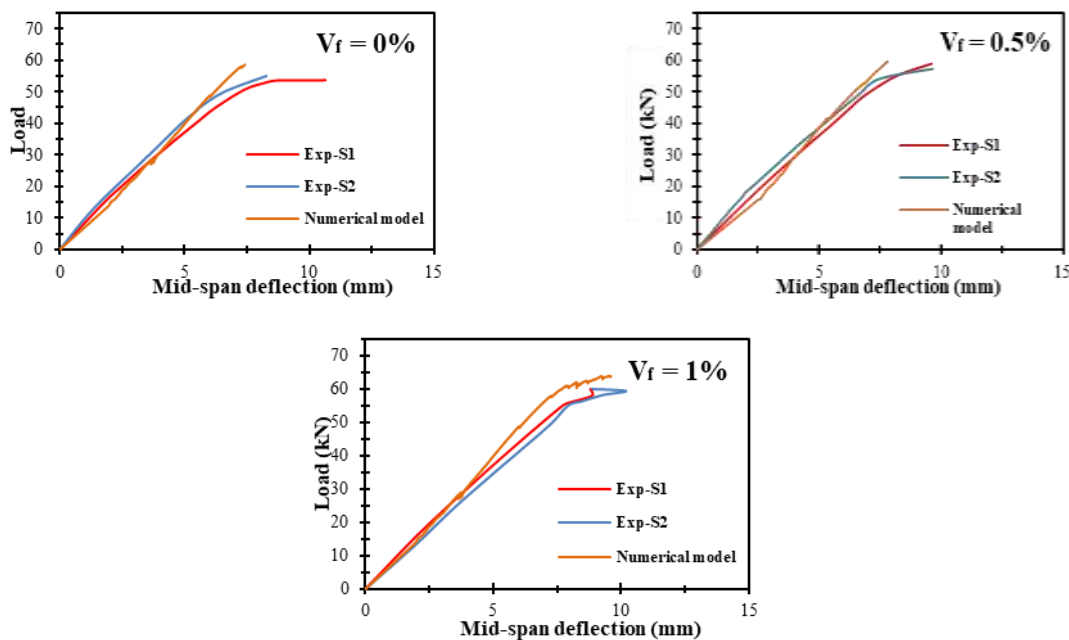 V_f = 0%
70
60
50
40
30
20
10
0
Load
Exp-S1
Exp-S2
Numerical model
0
5
10
15
Mid-span deflection (mm)
V_f = 0.5%
70
60
50
40
30
20
10
0
Load (kN)
Exp-S1
Exp-S2
Numerical
model
0
5
10
15
Mid-span deflection (mm)
V_f = 1%
70
60
50
40
30
20
10
0
Load (kN)
Exp-S1
Exp-S2
Numerical model
0
5
10
15
Mid-span deflection (mm)